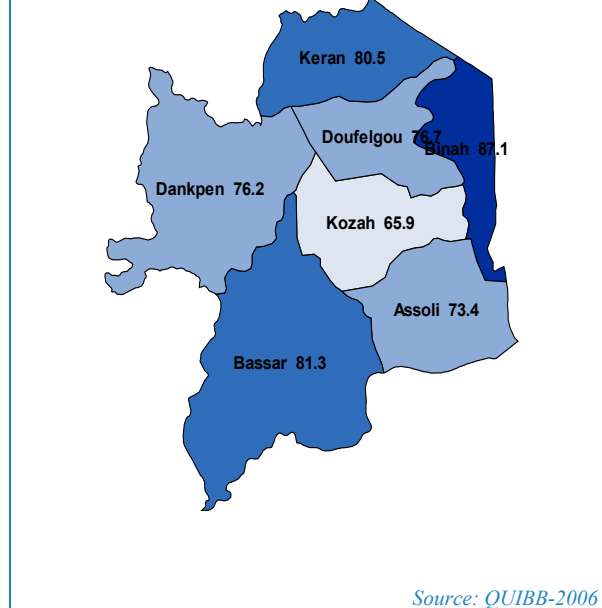 Keran 80.5
Doufelgou 76.7
Binah 87.1
Dankpen 76.2
Kozah 65.9
Assoli 73.4
Bassar 81.3
Source: QUIBB-2006